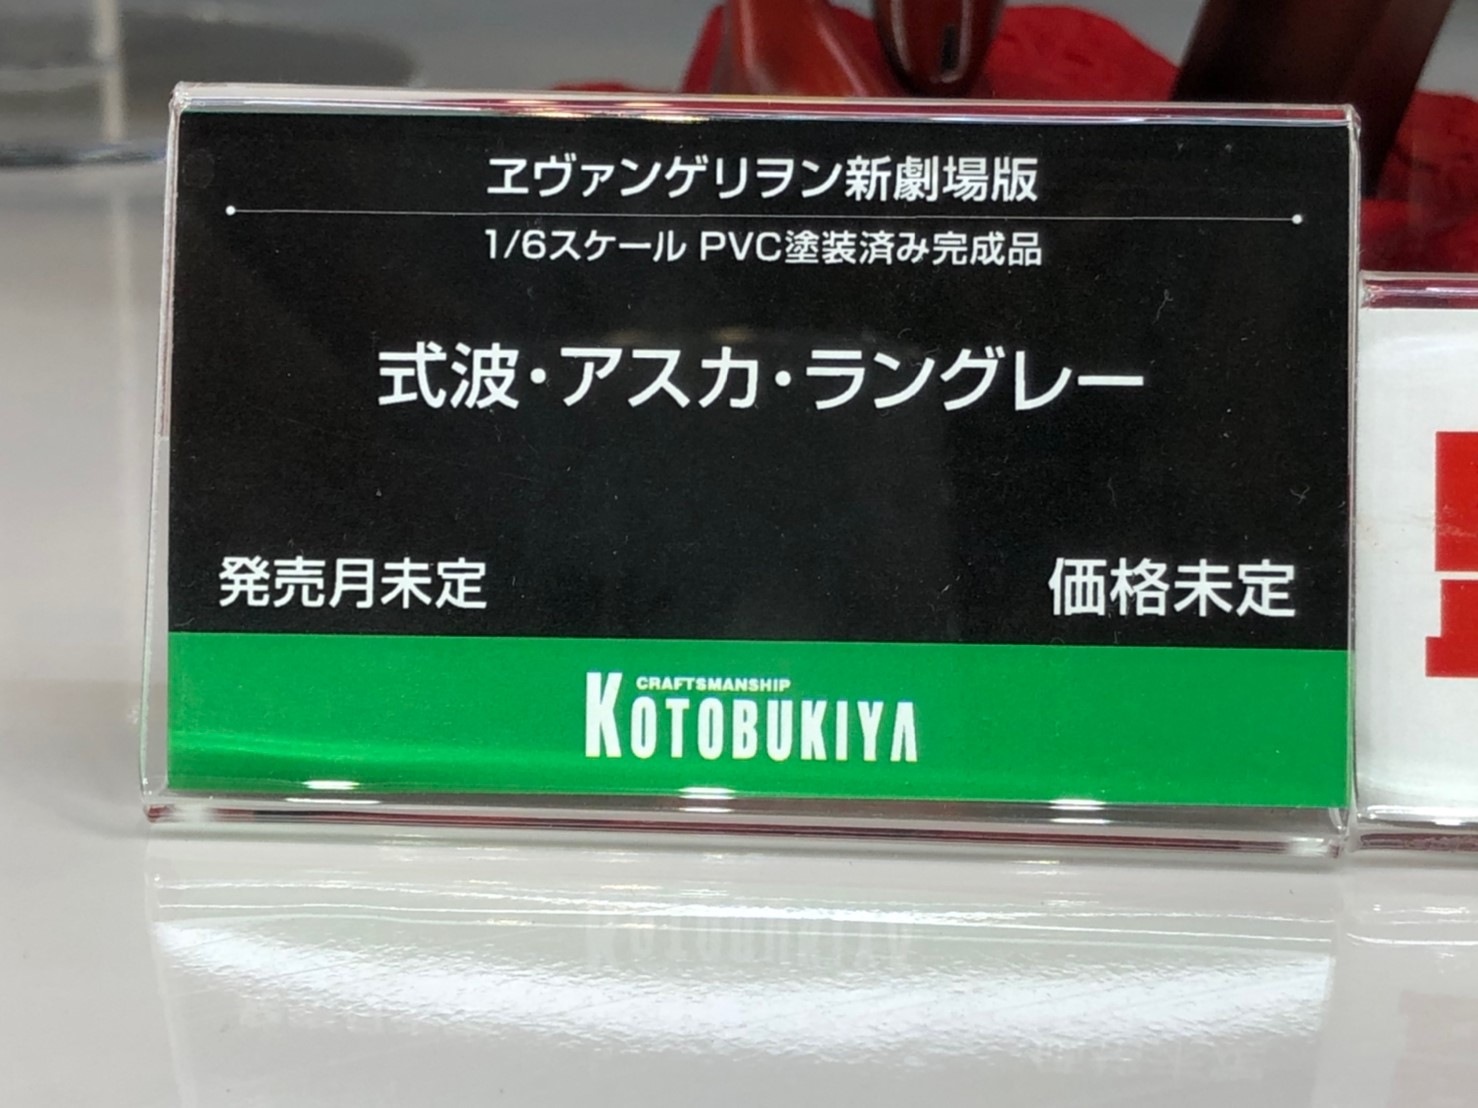 ヱヴァンゲリヲン新劇場版
1/6スケール PVC塗装済み完成品
式波・アスカ・ラングレー
発売月未定
価格未定
CRAFTSMANSHIP
KOTOBUKIYA